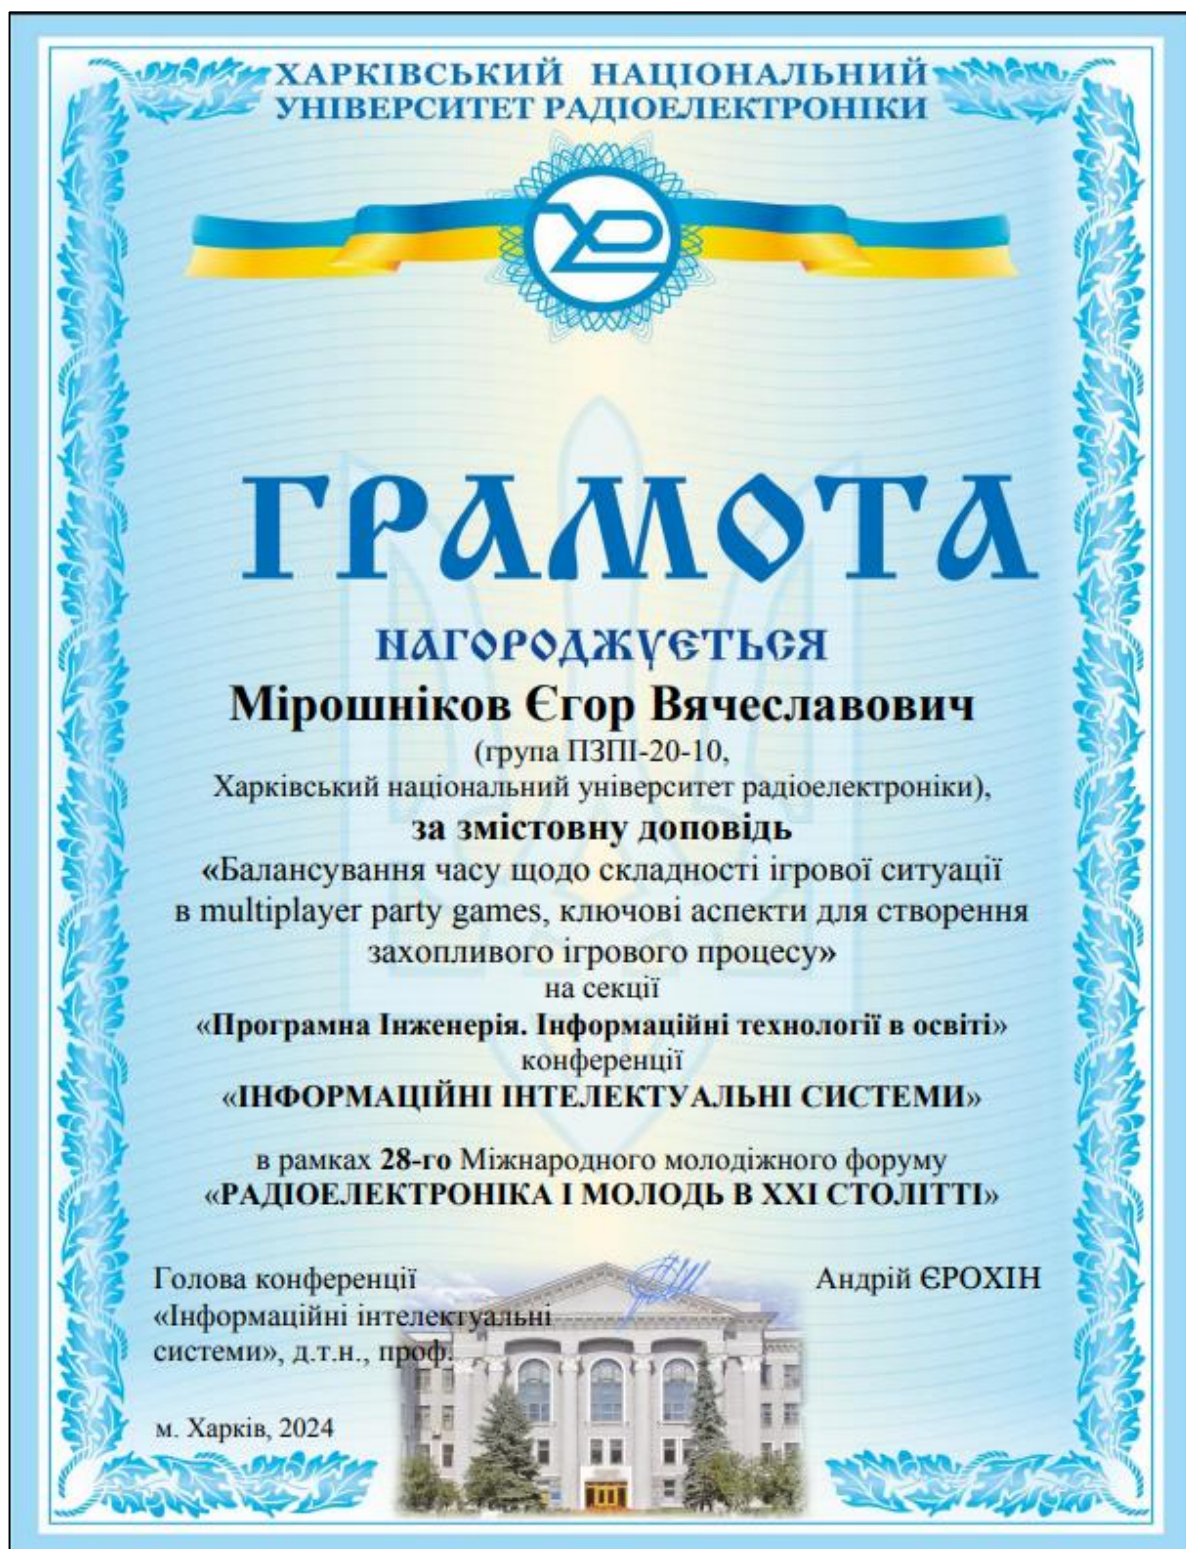 ХАРКІВСЬКИЙ НАЦІОНАЛЬНИЙ
УНІВЕРСИТЕТ РАДІОЕЛЕКТРОНІКИ
ГРАМОТА
НАГОРОДЖУЄТЬСЯ
Мірошніков Єгор Вячеславович
(група ПЗПІ-20-10,
Харківський національний університет радіоелектроніки),
за змістовну доповідь
«Балансування часу щодо складності ігрової ситуації
в multiplayer party games, ключові аспекти для створення
захопливого ігрового процесу»
на секції
«Програмна Інженерія. Інформаційні технології в освіті»
конференції
«ІНФОРМАЦІЙНІ ІНТЕЛЕКТУАЛЬНІ СИСТЕМИ»
в рамках 28-го Міжнародного молодіжного форуму
«РАДІОЕЛЕКТРОНІКА І МОЛОДЬ В ХХІ СТОЛІТТІ»
Голова конференції
«Інформаційні інтелектуальні
системи», д.т.н., проф.
Андрій ЄРОХІН
м. Харків, 2024